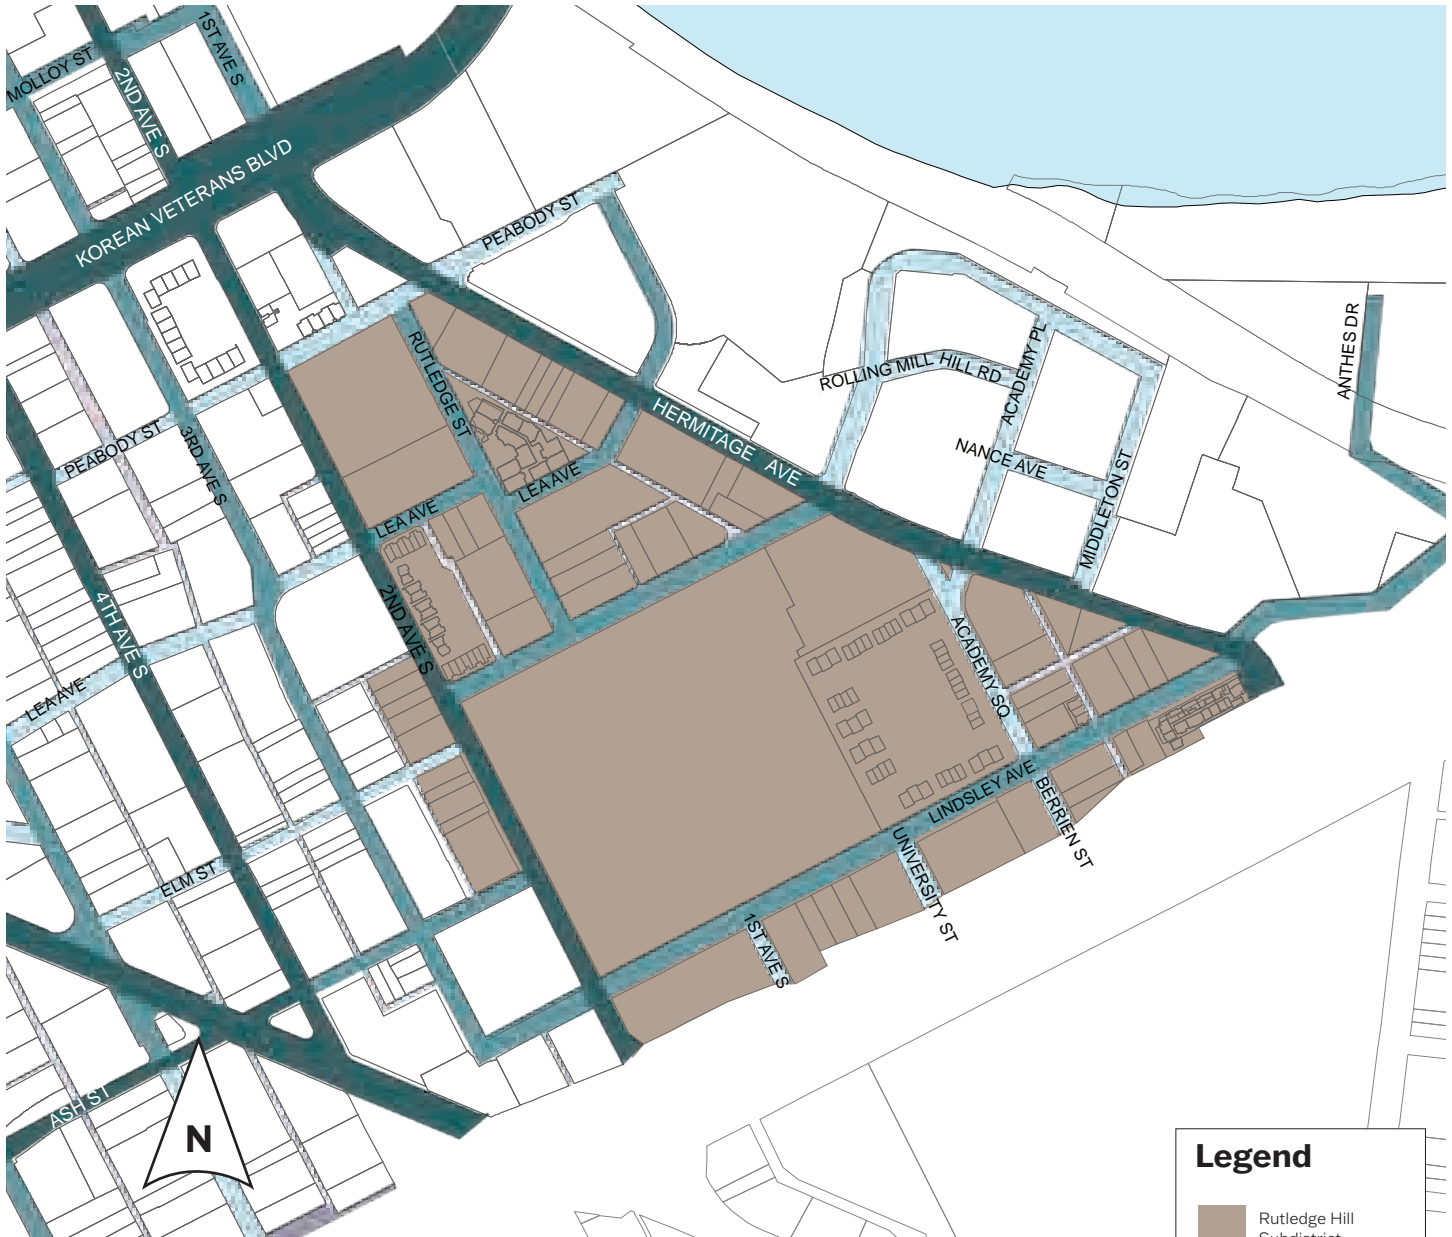 MOLLOY ST
1ST AVE S
2ND AVE S
KOREAN VETERANS BLVD
PEABODY ST
RUTLEDGE ST
HERMITAGE AVE
ROLLING MILL HILL RD
ACADEMY PL
ANTHES DR
NANCE AVE
MIDDLETON ST
PEABODY ST
3RD AVE S
LEA AVE
LEA AVE
2ND AVE S
4TH AVE S
LEA AVE
ACADEMY SQ
LINDSLEY AVE
BERRIEN ST
UNIVERSITY ST
ELM ST
1ST AVE S
ASH ST
N
Legend
Rutledge Hill
Subdistrict